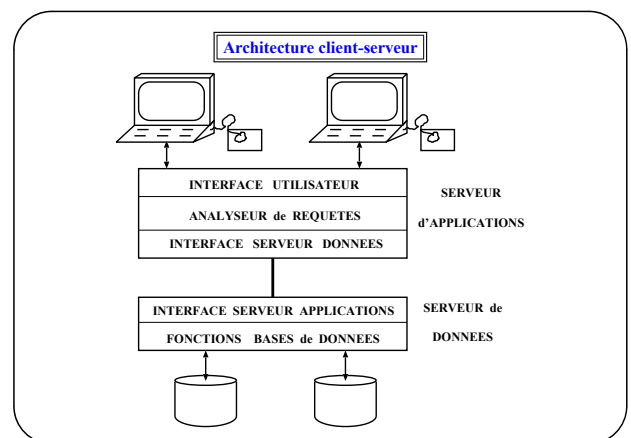 Architecture client-serveur
INTERFACE UTILISATEUR
ANALYSEUR de REQUETES
INTERFACE SERVEUR DONNEES
SERVEUR
d'APPLICATIONS
INTERFACE SERVEUR APPLICATIONS
FONCTIONS BASES de DONNEES
SERVEUR de
DONNEES